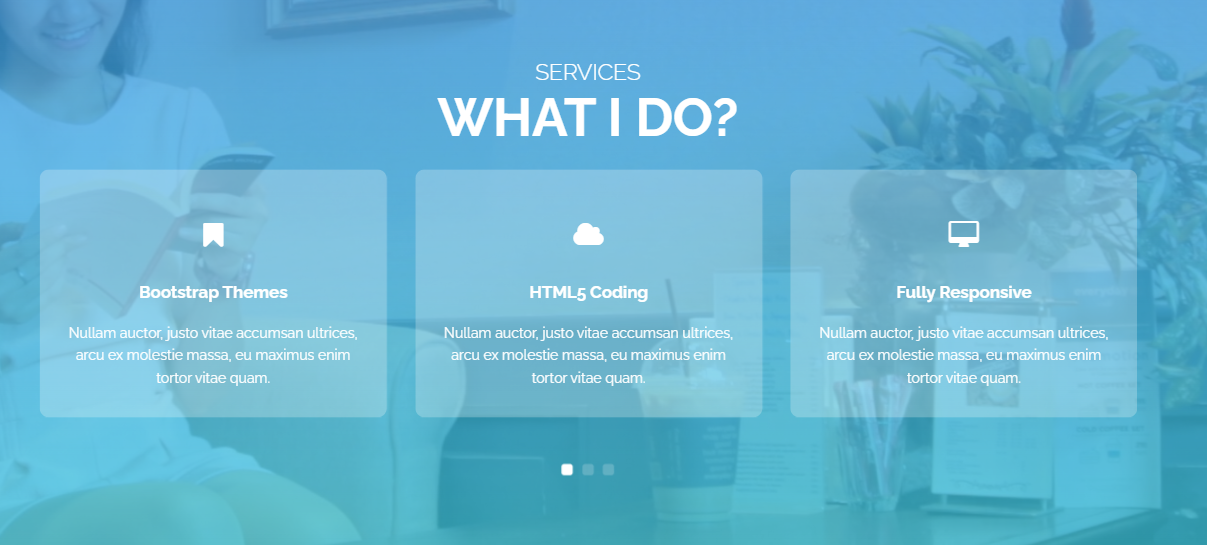 SERVICES
WHAT I DO?
Bootstrap Themes
Nullam auctor, justo vitae accumsan ultrices,
arcu ex molestie massa, eu maximus enim
tortor vitae quam.
HTML5 Coding
Nullam auctor, justo vitae accumsan ultrices,
arcu ex molestie massa, eu maximus enim
tortor vitae quam.
Fully Responsive
Nullam auctor, justo vitae accumsan ultrices,
arcu ex molestie massa, eu maximus enim
tortor vitae quam.